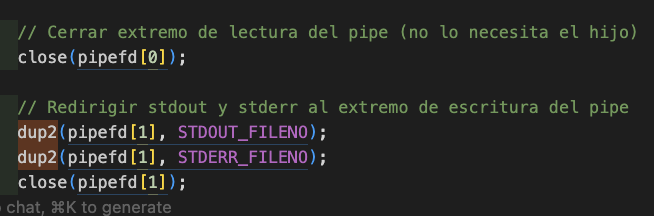 // Cerrar extremo de lectura del pipe (no lo necesita el hijo)
close(pipefd[0]);
// Redirigir stdout y stderr al extremo de escritura del pipe
dup2(pipefd[1], STDOUT_FILENO);
dup2(pipefd[1], STDERR_FILENO);
close(pipefd[1]);
chat, ⌘K to generate